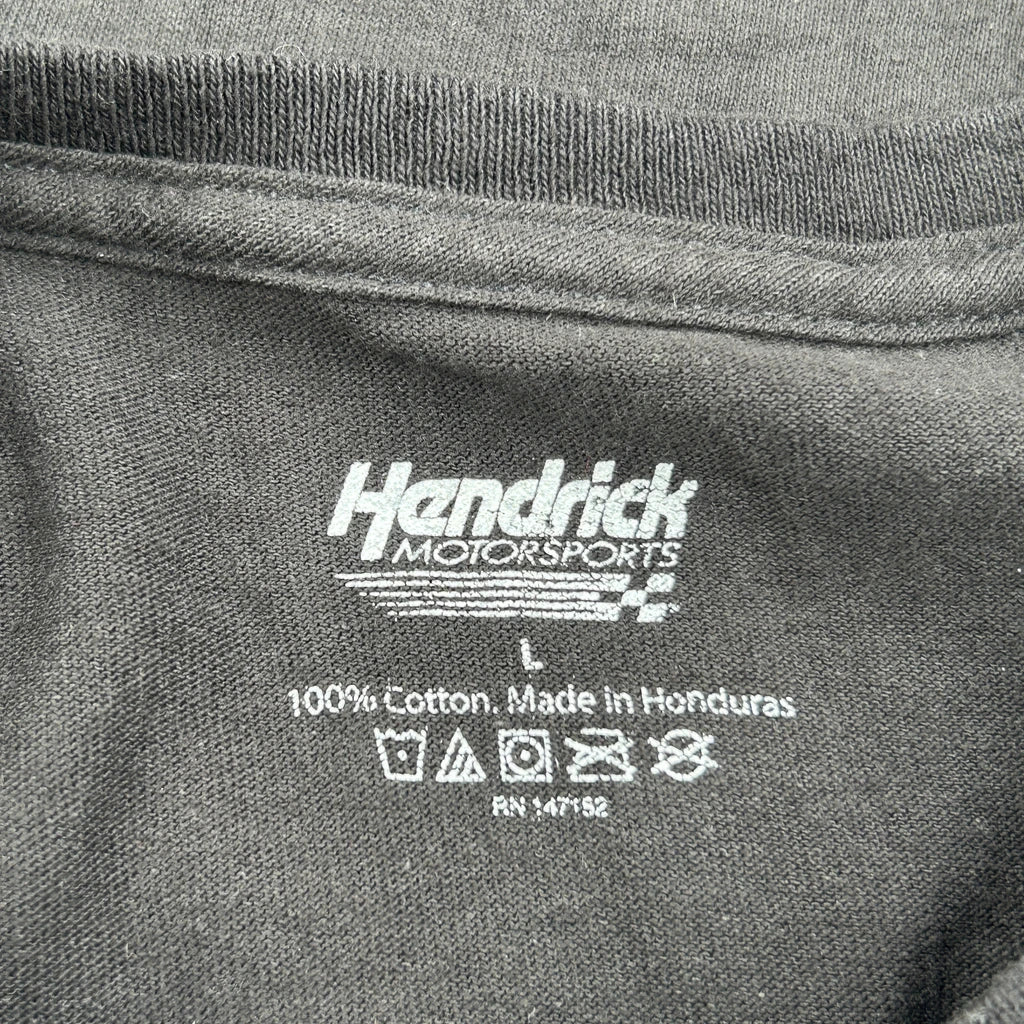 Hendrick
MOTORSPORTS
L
100% Cotton. Made in Honduras
RN 147152